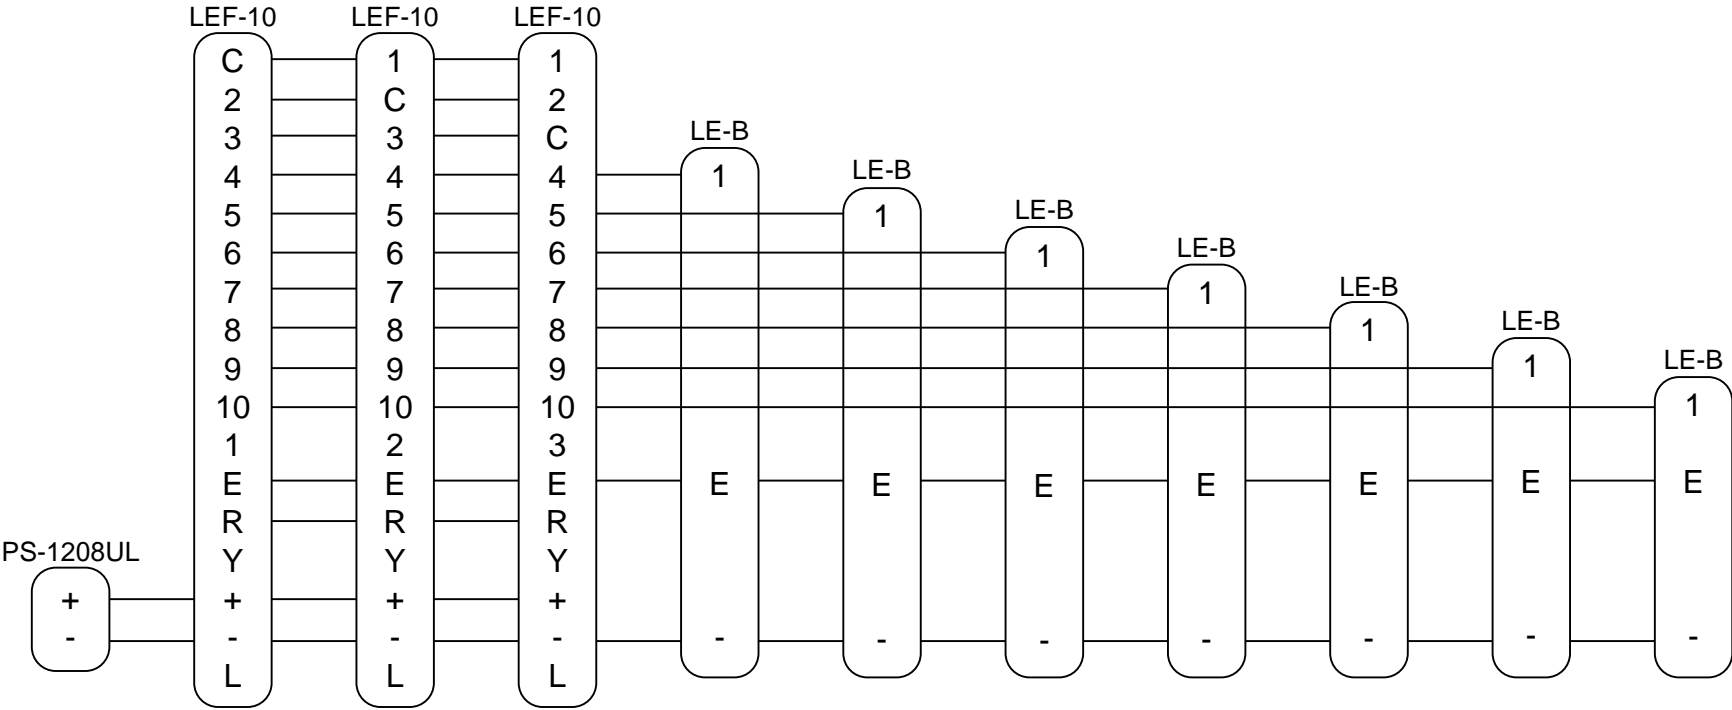 LEF-10 LEF-10 LEF-10
C 1 1
2 C 2
3 3 C
LE-B
4 4 4 1
LE-B
5 5 5 1
LE-B
6 6 6 1
LE-B
7 7 7 1
LE-B
8 8 8 1
LE-B
9 9 9 1
LE-B
10 10 10 1
1 2 3
E E E E E E E E E E
R R R
PS-1208UL
Y Y Y
+ + + +
- - - - - - - - - - -
L L L